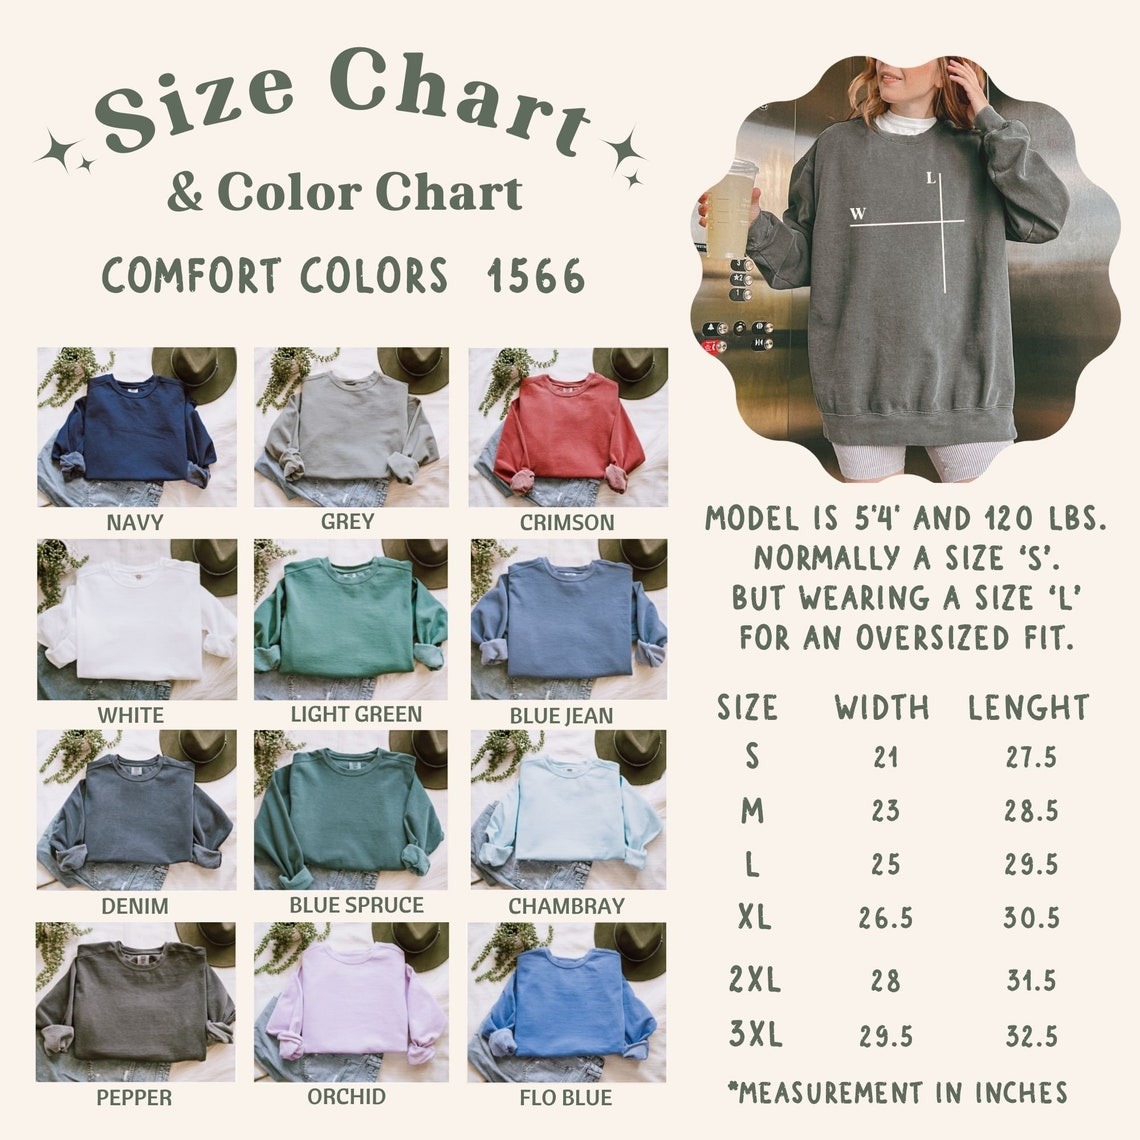 Size Chart
& Color Chart
COMFORT COLORS 1566
L
W
NAVY GREY CRIMSON
WHITE LIGHT GREEN BLUE JEAN
DENIM BLUE SPRUCE CHAMBRAY
PEPPER ORCHID FLO BLUE
MODEL IS 5'4' AND 120 LBS.
NORMALLY A SIZE 'S'.
BUT WEARING A SIZE 'L'
FOR AN OVERSIZED FIT.
SIZE WIDTH LENGHT
S 21 27.5
M 23 28.5
L 25 29.5
XL 26.5 30.5
2XL 28 31.5
3XL 29.5 32.5
*MEASUREMENT IN INCHES